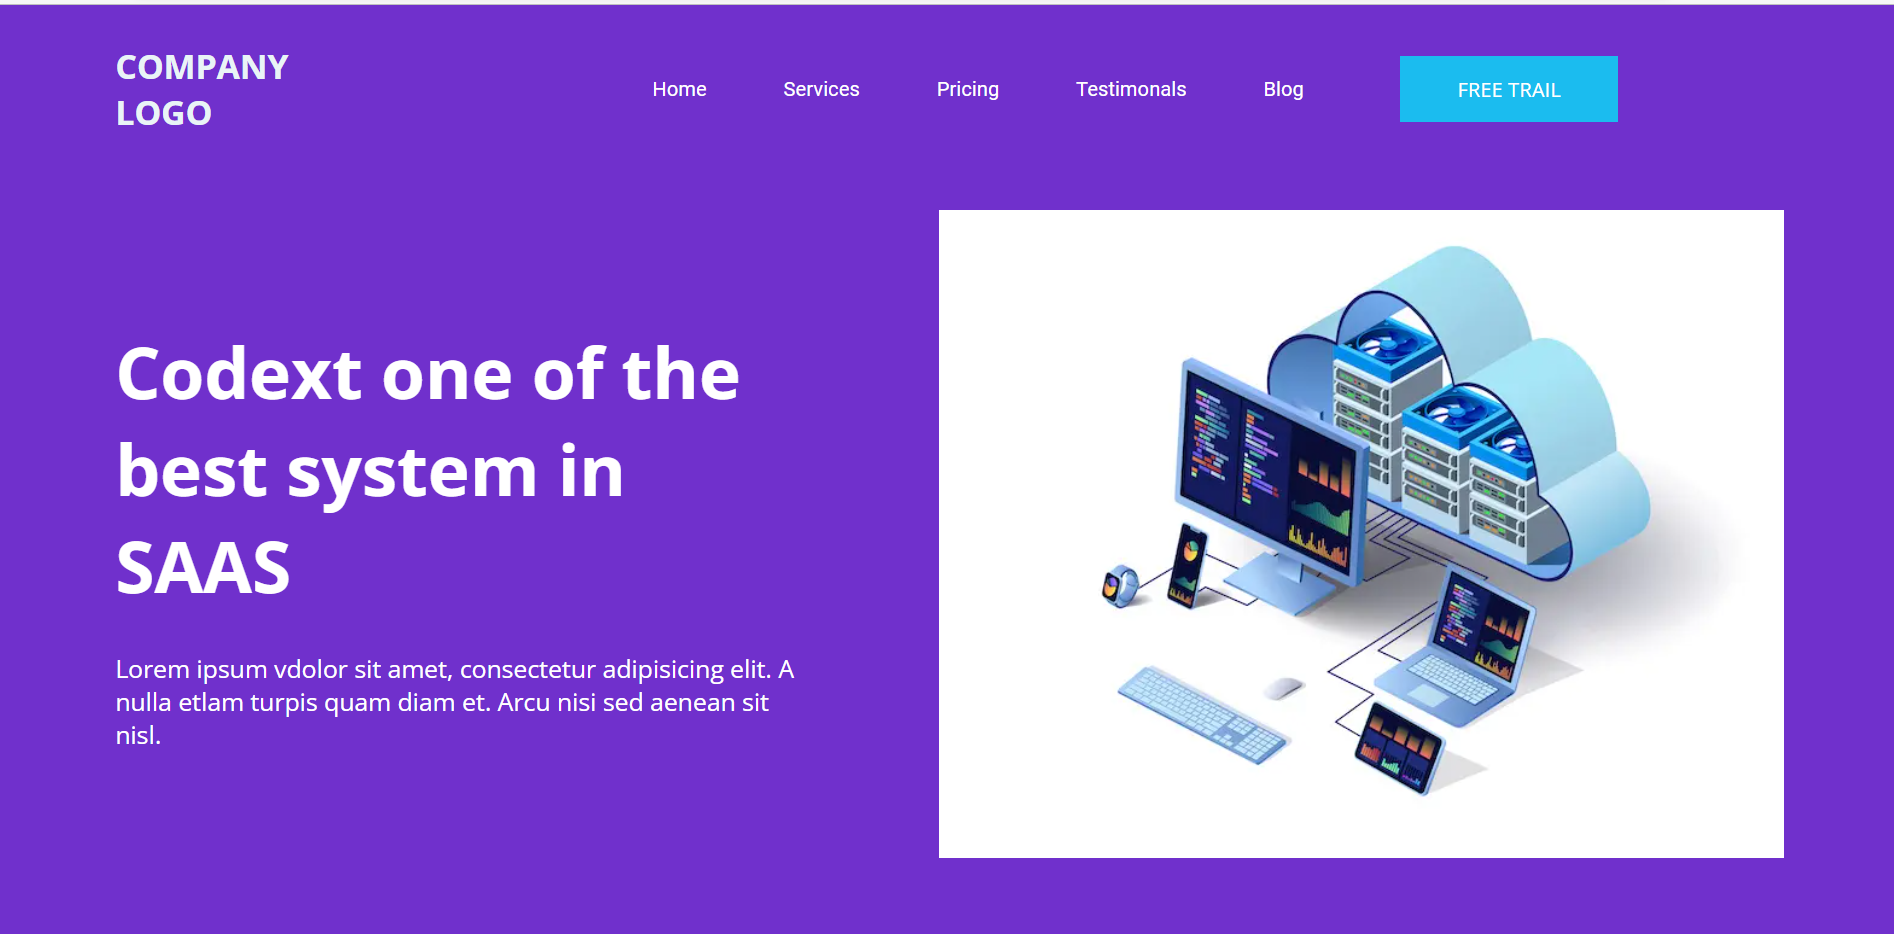 COMPANY
LOGO
Home Services Pricing Testimonals Blog FREE TRAIL
Codext one of the
best system in
SAAS
Lorem ipsum vdolor sit amet, consectetur adipisicing elit. A
nulla etlam turpis quam diam et. Arcu nisi sed aenean sit
nisl.